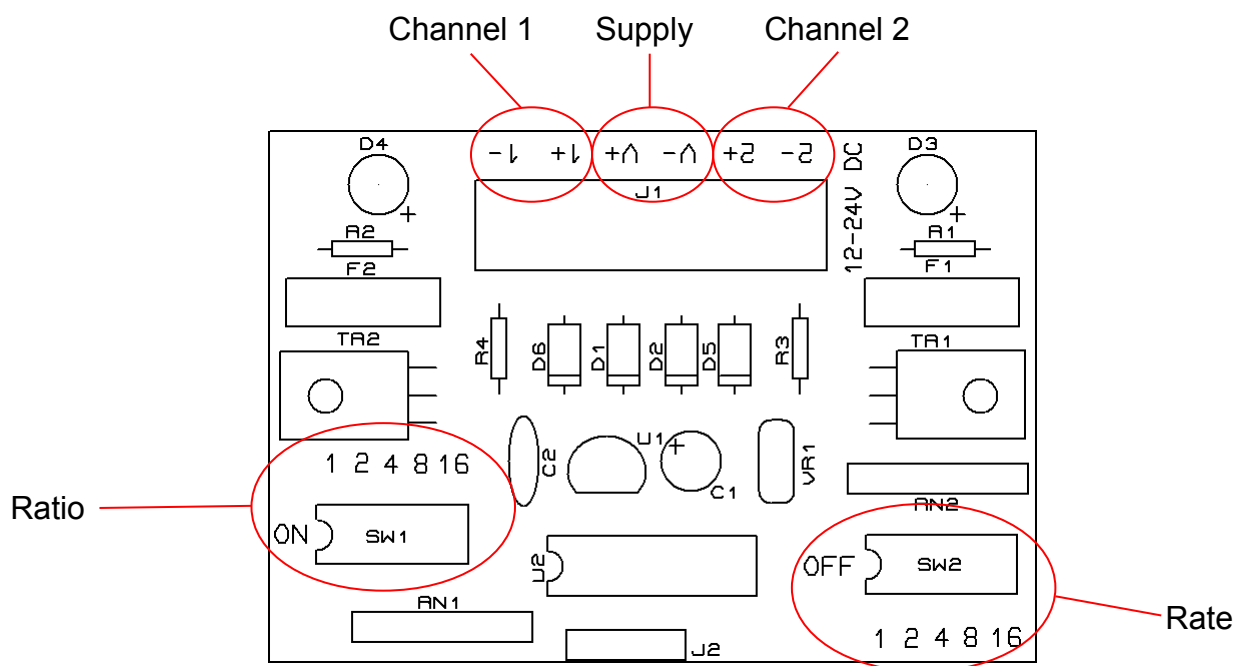 Channel 1 Supply Channel 2
D4 -1 +1 +V -V +2 -2 D3
J1
12-24V DC
R2 R1
F2 F1
TR2 TR1
R4 D6 D1 D2 D5 R3
1 2 4 8 16
C2 U1 + C1 VR1
Ratio
RN2
ON SW1
U2
OFF SW2
RN1
Rate
1 2 4 8 16
J2